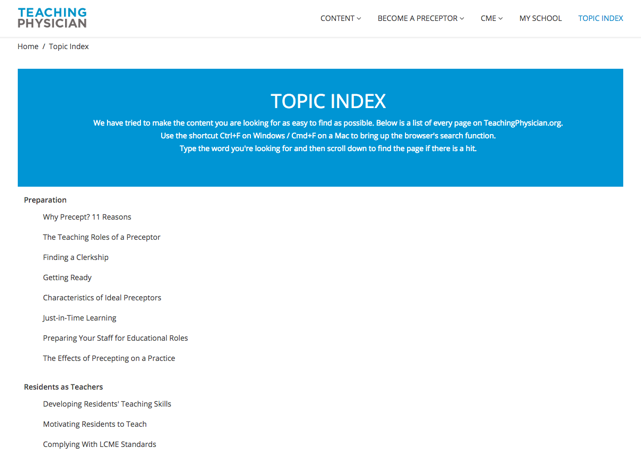 TEACHING
PHYSICIAN
CONTENT BECOME A PRECEPTOR CME MY SCHOOL TOPIC INDEX
Home / Topic Index
TOPIC INDEX
We have tried to make the content you are looking for as easy to find as possible. Below is a list of every page on TeachingPhysician.org.
Use the shortcut Ctrl+F on Windows / Cmd+F on a Mac to bring up the browser's search function.
Type the word you're looking for and then scroll down to find the page if there is a hit.
Preparation
Why Precept? 11 Reasons
The Teaching Roles of a Preceptor
Finding a Clerkship
Getting Ready
Characteristics of Ideal Preceptors
Just-in-Time Learning
Preparing Your Staff for Educational Roles
The Effects of Precepting on a Practice
Residents as Teachers
Developing Residents' Teaching Skills
Motivating Residents to Teach
Complying With LCME Standards